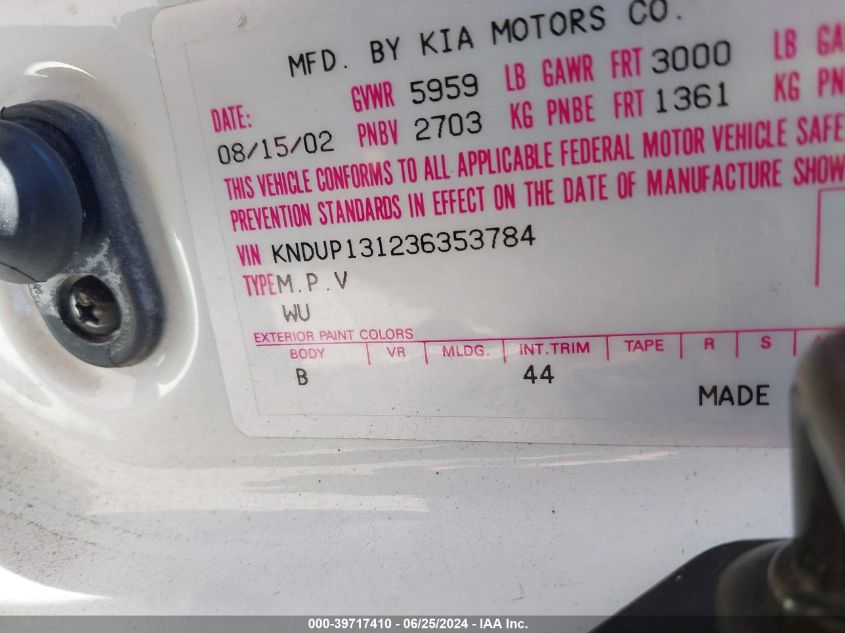 MFD. BY KIA MOTORS CO.
DATE: GVWR 5959 LB GAWR FRT 3000 LB GA
08/15/02 PNBV 2703 KG PNBE FRT 1361 KG PN
THIS VEHICLE CONFORMS TO ALL APPLICABLE FEDERAL MOTOR VEHICLE SAFE
PREVENTION STANDARDS IN EFFECT ON THE DATE OF MANUFACTURE SHOW
VIN KNDUP131236353784
TYPE M.P.V
WU
EXTERIOR PAINT COLORS
BODY VR MLDG. INT.TRIM TAPE R S
B 44
MADE
000-39717410 - 06/25/2024 - IAA Inc.